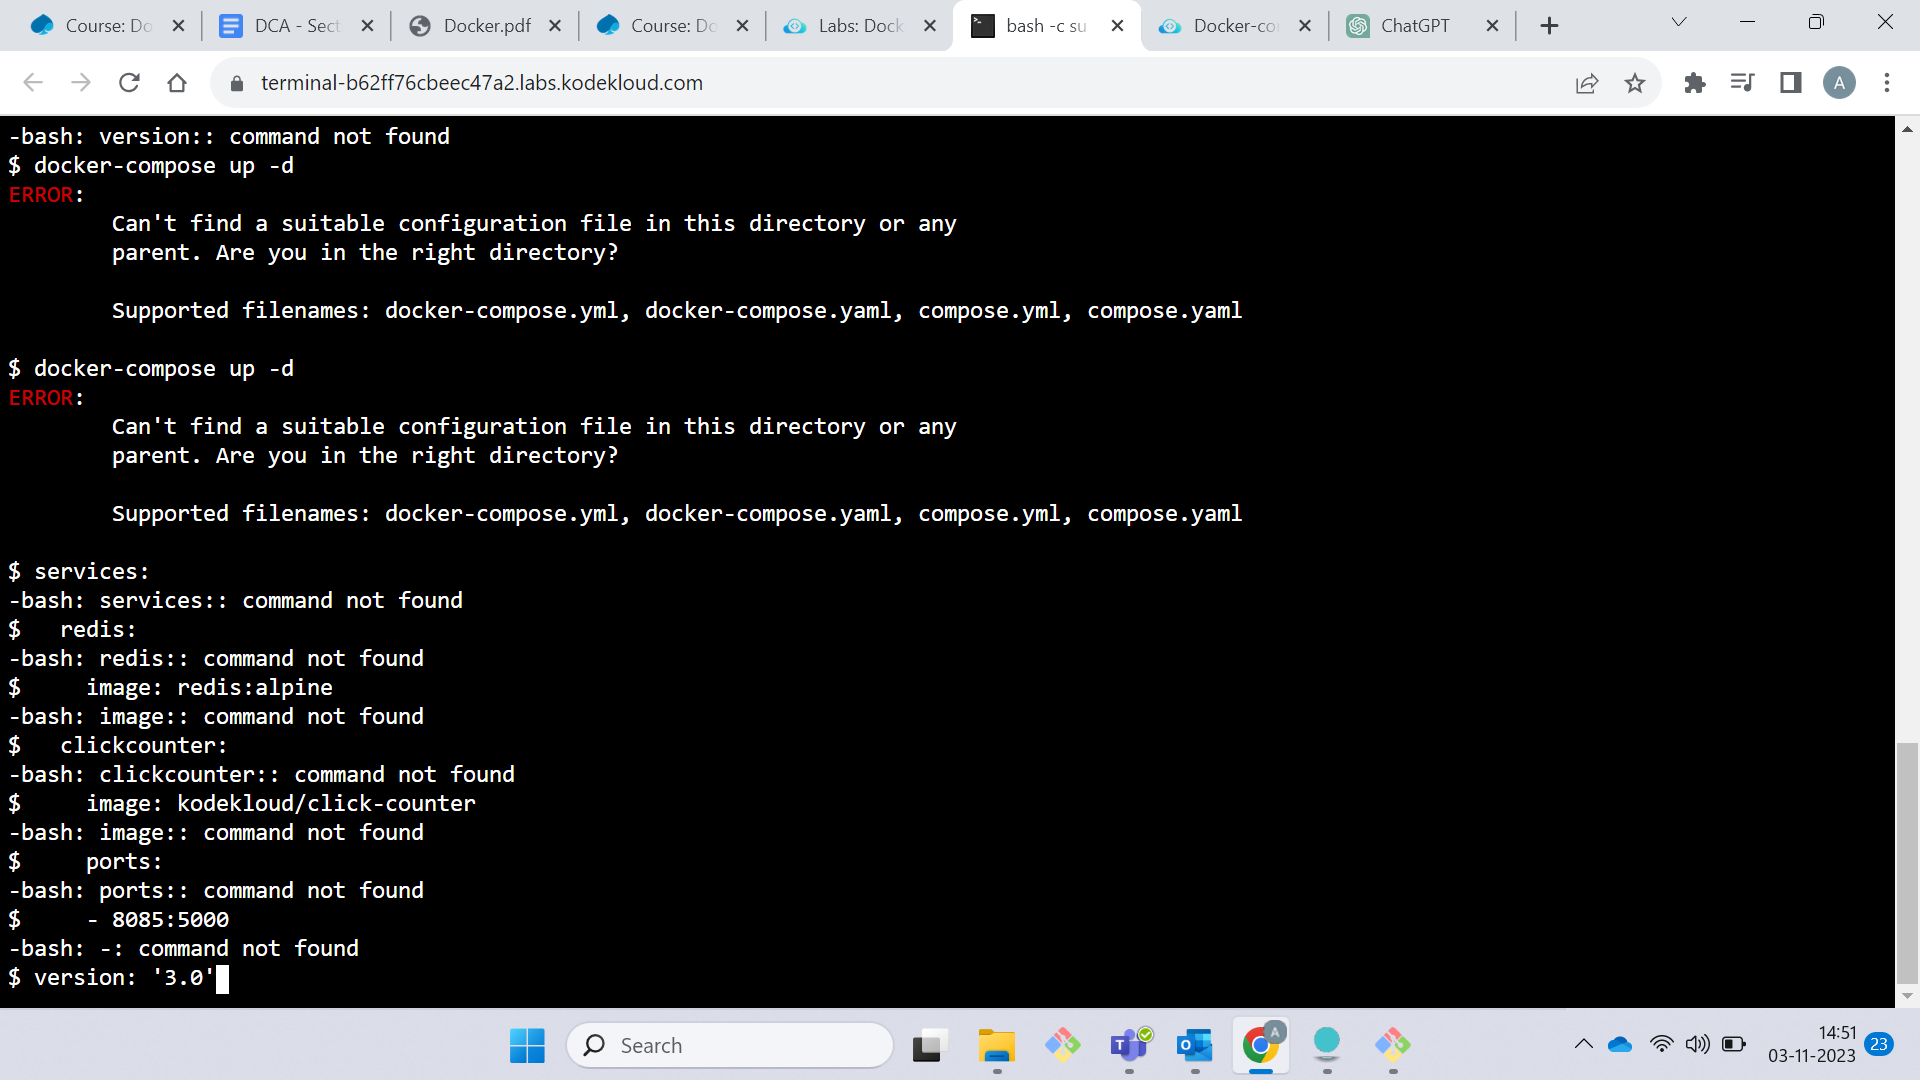 Course: Do
DCA - Sect
Docker.pdf
Course: Do
Labs: Dock
bash -c su
Docker-co
ChatGPT
terminal-b62ff76cbeec47a2.labs.kodekloud.com
A
-bash: version:: command not found
$ docker-compose up -d
ERROR:
Can't find a suitable configuration file in this directory or any
parent. Are you in the right directory?
Supported filenames: docker-compose.yml, docker-compose.yaml, compose.yml, compose.yaml
$ docker-compose up -d
ERROR:
Can't find a suitable configuration file in this directory or any
parent. Are you in the right directory?
Supported filenames: docker-compose.yml, docker-compose.yaml, compose.yml, compose.yaml
$ services:
-bash: services:: command not found
$   redis:
-bash: redis:: command not found
$     image: redis:alpine
-bash: image:: command not found
$   clickcounter:
-bash: clickcounter:: command not found
$     image: kodekloud/click-counter
-bash: image:: command not found
$     ports:
-bash: ports:: command not found
$     - 8085:5000
-bash: -: command not found
$ version: '3.0'
Search
A
14:51
03-11-2023
23